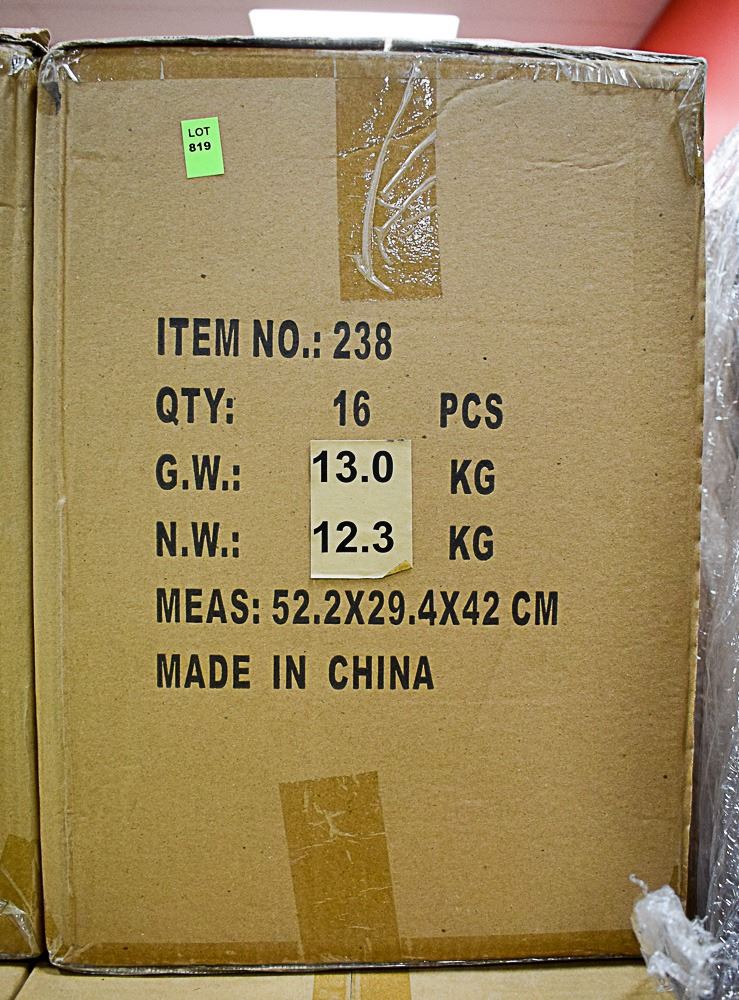 LOT
819
ITEM NO.: 238
QTY: 16 PCS
G.W.: 13.0 KG
N.W.: 12.3 KG
MEAS: 52.2X29.4X42 CM
MADE IN CHINA